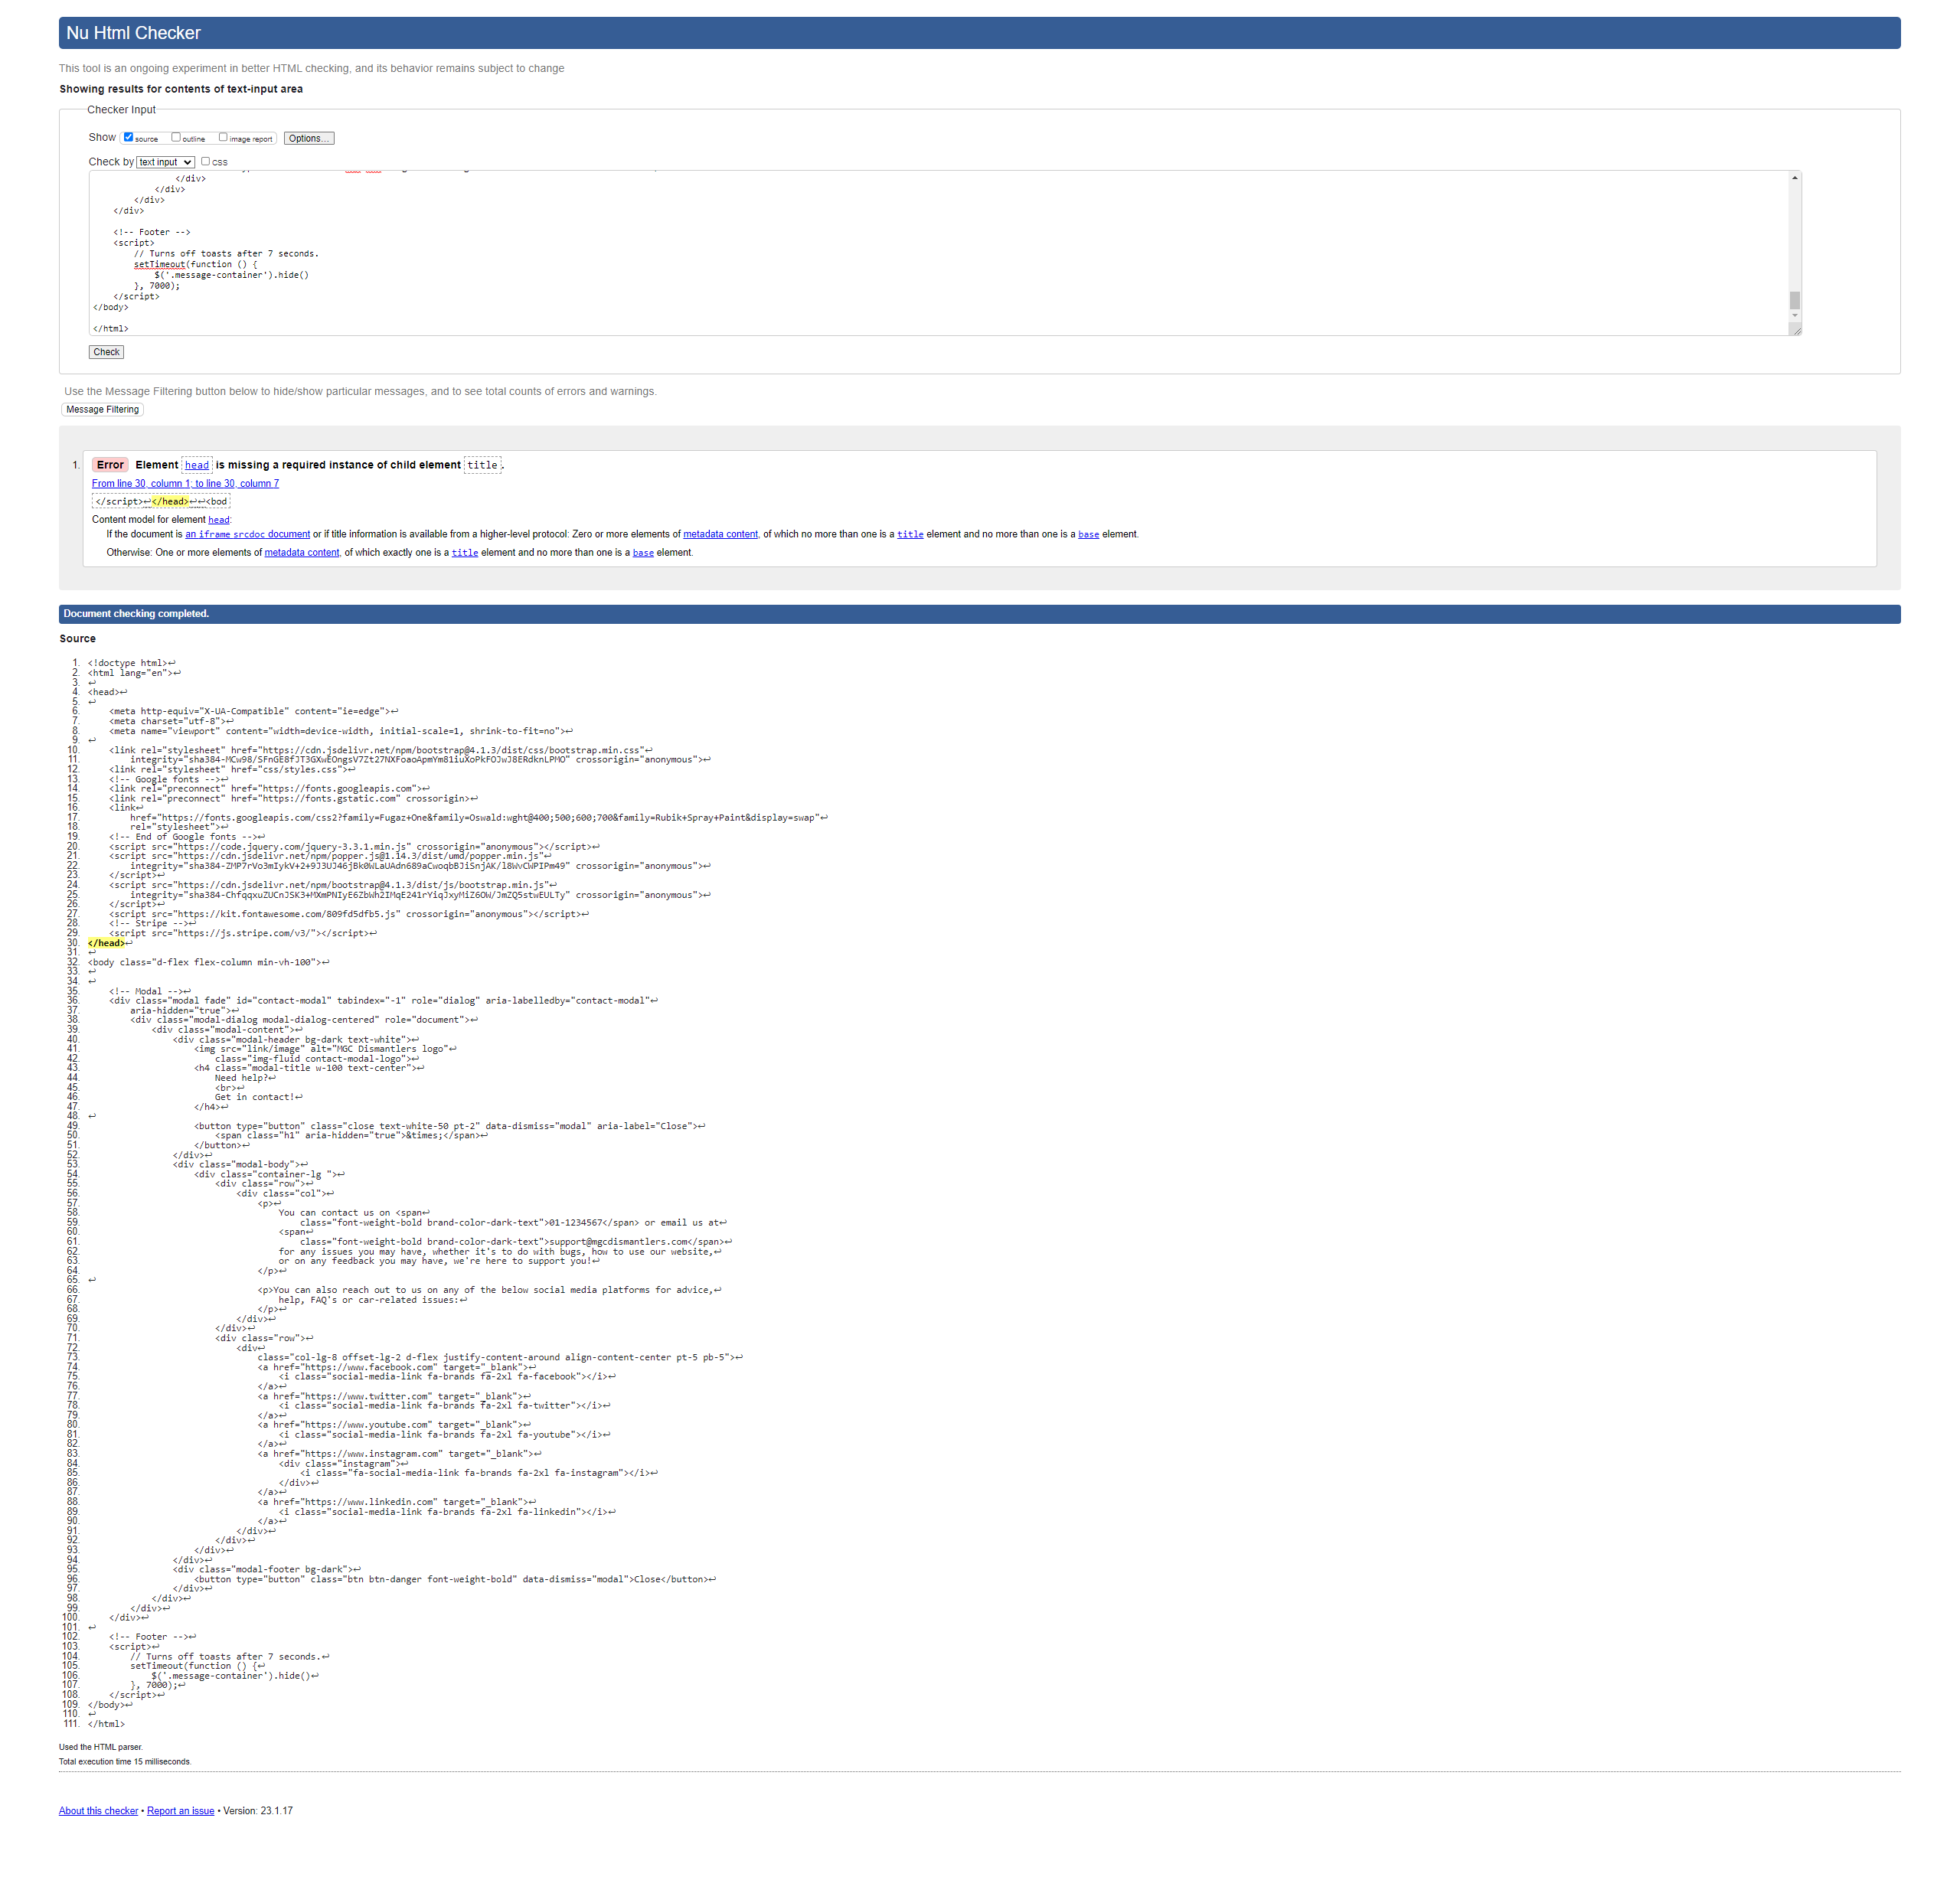 Nu Html Checker
This tool is an ongoing experiment in better HTML checking, and its behavior remains subject to change
Showing results for contents of text-input area
Checker Input
Show source outline image report Options...
Check by text input css
</div>
</div>
</div>
</div>
<!-- Footer -->
<script>
// Turns off toasts after 7 seconds.
setTimeout(function () {
$('.message-container').hide()
}, 7000);
</script>
</body>
</html>
Check
Use the Message Filtering button below to hide/show particular messages, and to see total counts of errors and warnings.
Message Filtering
1. Error Element head is missing a required instance of child element title.
From line 30, column 1; to line 30, column 7
</script>↩</head>↩↩<bod
Content model for element head:
If the document is an iframe srcdoc document or if title information is available from a higher-level protocol: Zero or more elements of metadata content, of which no more than one is a title element and no more than one is a base element.
Otherwise: One or more elements of metadata content, of which exactly one is a title element and no more than one is a base element.
Document checking completed.
Source
1. <!doctype html>↩
2. <html lang="en">↩
3. ↩
4. <head>↩
5. ↩
6. <meta http-equiv="X-UA-Compatible" content="ie=edge">↩
7. <meta charset="utf-8">↩
8. <meta name="viewport" content="width=device-width, initial-scale=1, shrink-to-fit=no">↩
9. ↩
10. <link rel="stylesheet" href="https://cdn.jsdelivr.net/npm/bootstrap@4.1.3/dist/css/bootstrap.min.css"↩
11. integrity="sha384-MCw98/SFnGE8fJT3GXwEOngsV7Zt27NXFoaoApmYm81iuXoPkFOJwJ8ERdknLPMO" crossorigin="anonymous">↩
12. <link rel="stylesheet" href="css/styles.css">↩
13. <!-- Google fonts -->↩
14. <link rel="preconnect" href="https://fonts.googleapis.com">↩
15. <link rel="preconnect" href="https://fonts.gstatic.com" crossorigin>↩
16. <link↩
17. href="https://fonts.googleapis.com/css2?family=Fugaz+One&family=Oswald:wght@400;500;600;700&family=Rubik+Spray+Paint&display=swap"↩
18. rel="stylesheet">↩
19. <!-- End of Google fonts -->↩
20. <script src="https://code.jquery.com/jquery-3.3.1.min.js" crossorigin="anonymous"></script>↩
21. <script src="https://cdn.jsdelivr.net/npm/popper.js@1.14.3/dist/umd/popper.min.js"↩
22. integrity="sha384-ZMP7rVo3mIykV+2+9J3UJ46jBk0WLaUAdn689aCwoqbBJiSnjAK/l8WvCWPIPm49" crossorigin="anonymous">↩
23. </script>↩
24. <script src="https://cdn.jsdelivr.net/npm/bootstrap@4.1.3/dist/js/bootstrap.min.js"↩
25. integrity="sha384-ChfqqxuZUCnJSK3+MXmPNIyE6ZbWh2IMqE241rYiqJxyMiZ6OW/JmZQ5stwEULTy" crossorigin="anonymous">↩
26. </script>↩
27. <script src="https://kit.fontawesome.com/809fd5dfb5.js" crossorigin="anonymous"></script>↩
28. <!-- Stripe -->↩
29. <script src="https://js.stripe.com/v3/"></script>↩
30. </head>↩
31. ↩
32. <body class="d-flex flex-column min-vh-100">↩
33. ↩
34. ↩
35. <!-- Modal -->↩
36. <div class="modal fade" id="contact-modal" tabindex="-1" role="dialog" aria-labelledby="contact-modal"↩
37. aria-hidden="true">↩
38. <div class="modal-dialog modal-dialog-centered" role="document">↩
39. <div class="modal-content">↩
40. <div class="modal-header bg-dark text-white">↩
41. <img src="link/image" alt="MGC Dismantlers logo"↩
42. class="img-fluid contact-modal-logo">↩
43. <h4 class="modal-title w-100 text-center">↩
44. Need help?↩
45. <br>↩
46. Get in contact!↩
47. </h4>↩
48. ↩
49. <button type="button" class="close text-white-50 pt-2" data-dismiss="modal" aria-label="Close">↩
50. <span class="h1" aria-hidden="true">&times;</span>↩
51. </button>↩
52. </div>↩
53. <div class="modal-body">↩
54. <div class="container-lg ">↩
55. <div class="row">↩
56. <div class="col">↩
57. <p>↩
58. You can contact us on <span↩
59. class="font-weight-bold brand-color-dark-text">01-1234567</span> or email us at↩
60. <span↩
61. class="font-weight-bold brand-color-dark-text">support@mgcdismantlers.com</span>↩
62. for any issues you may have, whether it's to do with bugs, how to use our website,↩
63. or on any feedback you may have, we're here to support you!↩
64. </p>↩
65. ↩
66. <p>You can also reach out to us on any of the below social media platforms for advice,↩
67. help, FAQ's or car-related issues:↩
68. </p>↩
69. </div>↩
70. </div>↩
71. <div class="row">↩
72. <div↩
73. class="col-lg-8 offset-lg-2 d-flex justify-content-around align-content-center pt-5 pb-5">↩
74. <a href="https://www.facebook.com" target="_blank">↩
75. <i class="social-media-link fa-brands fa-2xl fa-facebook"></i>↩
76. </a>↩
77. <a href="https://www.twitter.com" target="_blank">↩
78. <i class="social-media-link fa-brands fa-2xl fa-twitter"></i>↩
79. </a>↩
80. <a href="https://www.youtube.com" target="_blank">↩
81. <i class="social-media-link fa-brands fa-2xl fa-youtube"></i>↩
82. </a>↩
83. <a href="https://www.instagram.com" target="_blank">↩
84. <div class="instagram">↩
85. <i class="fa-social-media-link fa-brands fa-2xl fa-instagram"></i>↩
86. </div>↩
87. </a>↩
88. <a href="https://www.linkedin.com" target="_blank">↩
89. <i class="social-media-link fa-brands fa-2xl fa-linkedin"></i>↩
90. </a>↩
91. </div>↩
92. </div>↩
93. </div>↩
94. </div>↩
95. <div class="modal-footer bg-dark">↩
96. <button type="button" class="btn btn-danger font-weight-bold" data-dismiss="modal">Close</button>↩
97. </div>↩
98. </div>↩
99. </div>↩
100. </div>↩
101. ↩
102. <!-- Footer -->↩
103. <script>↩
104. // Turns off toasts after 7 seconds.↩
105. setTimeout(function () {↩
106. $('.message-container').hide()↩
107. }, 7000);↩
108. </script>↩
109. </body>↩
110. ↩
111. </html>
Used the HTML parser.
Total execution time 15 milliseconds.
About this checker • Report an issue • Version: 23.1.17